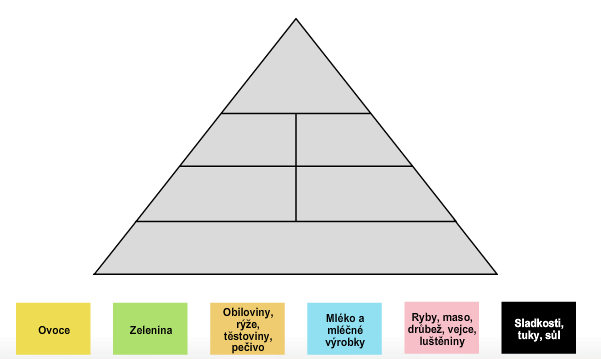 Ovoce
Zelenina
Obiloviny,
rýže,
těstoviny,
pečivo
Mléko a
mléčné
výrobky
Ryby, maso,
drůbež, vejce,
luštěniny
Sladkosti,
tuky, sůl